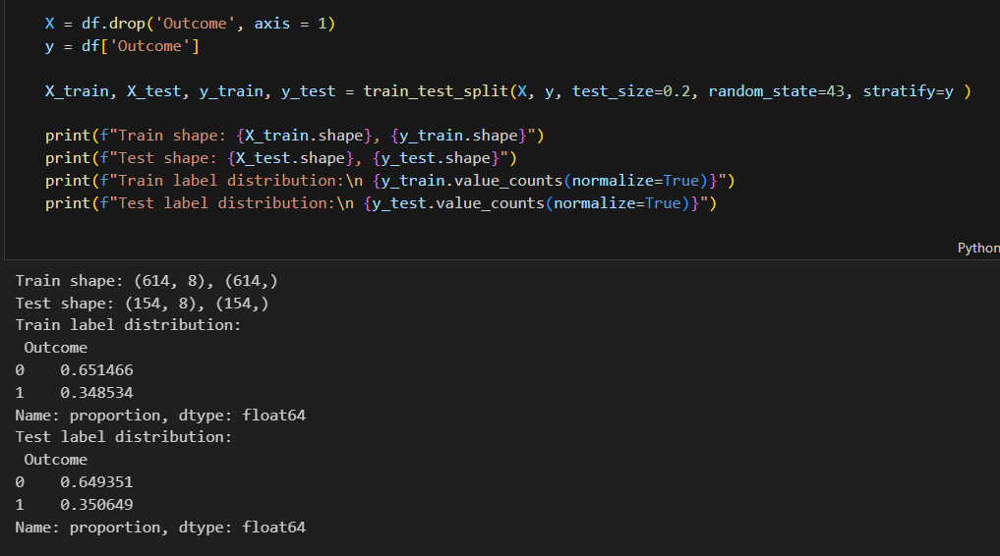 X = df.drop('Outcome', axis = 1)
y = df['Outcome']
X_train, X_test, y_train, y_test = train_test_split(X, y, test_size=0.2, random_state=43, stratify=y )
print(f"Train shape: {X_train.shape}, {y_train.shape}")
print(f"Test shape: {X_test.shape}, {y_test.shape}")
print(f"Train label distribution:\n {y_train.value_counts(normalize=True)}")
print(f"Test label distribution:\n {y_test.value_counts(normalize=True)}")
Python
Train shape: (614, 8), (614,)
Test shape: (154, 8), (154,)
Train label distribution:
Outcome
0    0.651466
1    0.348534
Name: proportion, dtype: float64
Test label distribution:
Outcome
0    0.649351
1    0.350649
Name: proportion, dtype: float64